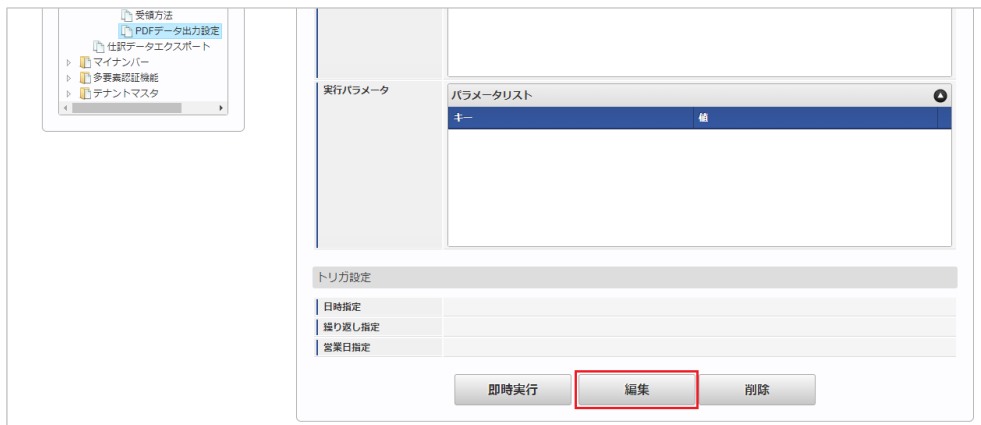 受領方法
PDFデータ出力設定
仕訳データエクスポート
マイナンバー
多要素認証機能
テナントマスタ
実行パラメータ
パラメータリスト
キー 値
トリガ設定
日時指定
繰り返し指定
営業日指定
即時実行 編集 削除